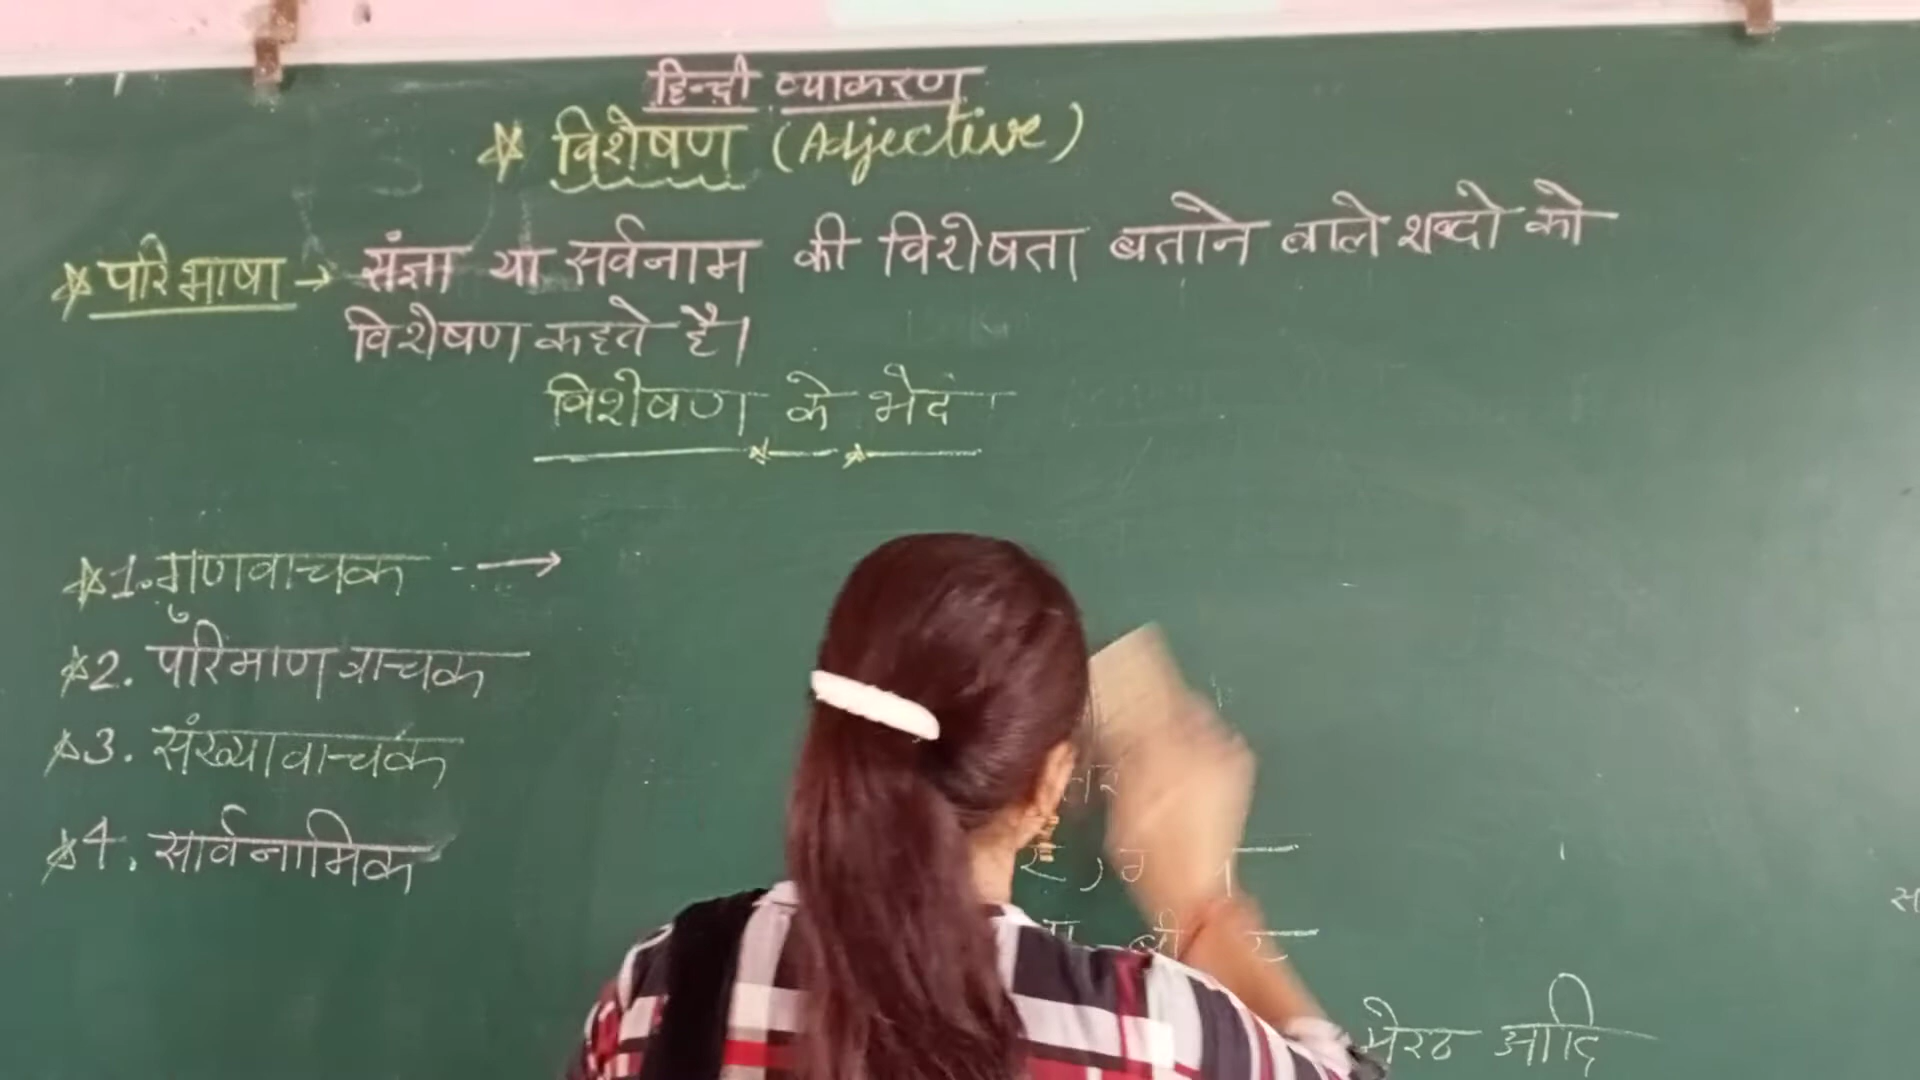 हिन्दी व्याकरण
विशेषण (Adjective)
परिभाषा → संज्ञा या सर्वनाम की विशेषता बताने वाले शब्दो को
विशेषण कहते है।
विशेषण के भेद
1. गुणवाचक - →
2. परिमाण वाचक
3. संख्यावाचक
4. सार्वनामिक
मेरठ आदि